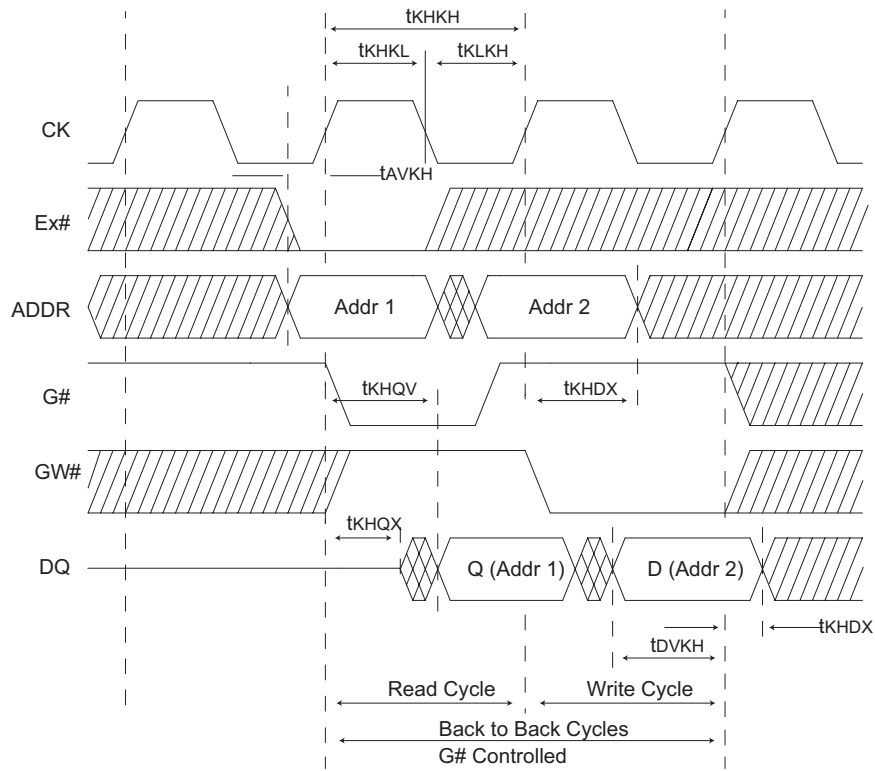 tKHKH
tKHKL
tKLKH
CK
tAVKH
Ex#
ADDR
Addr 1
Addr 2
G#
tKHQV
tKHDX
GW#
tKHQX
DQ
Q (Addr 1)
D (Addr 2)
tKHDX
tDVKH
Read Cycle
Write Cycle
Back to Back Cycles
G# Controlled